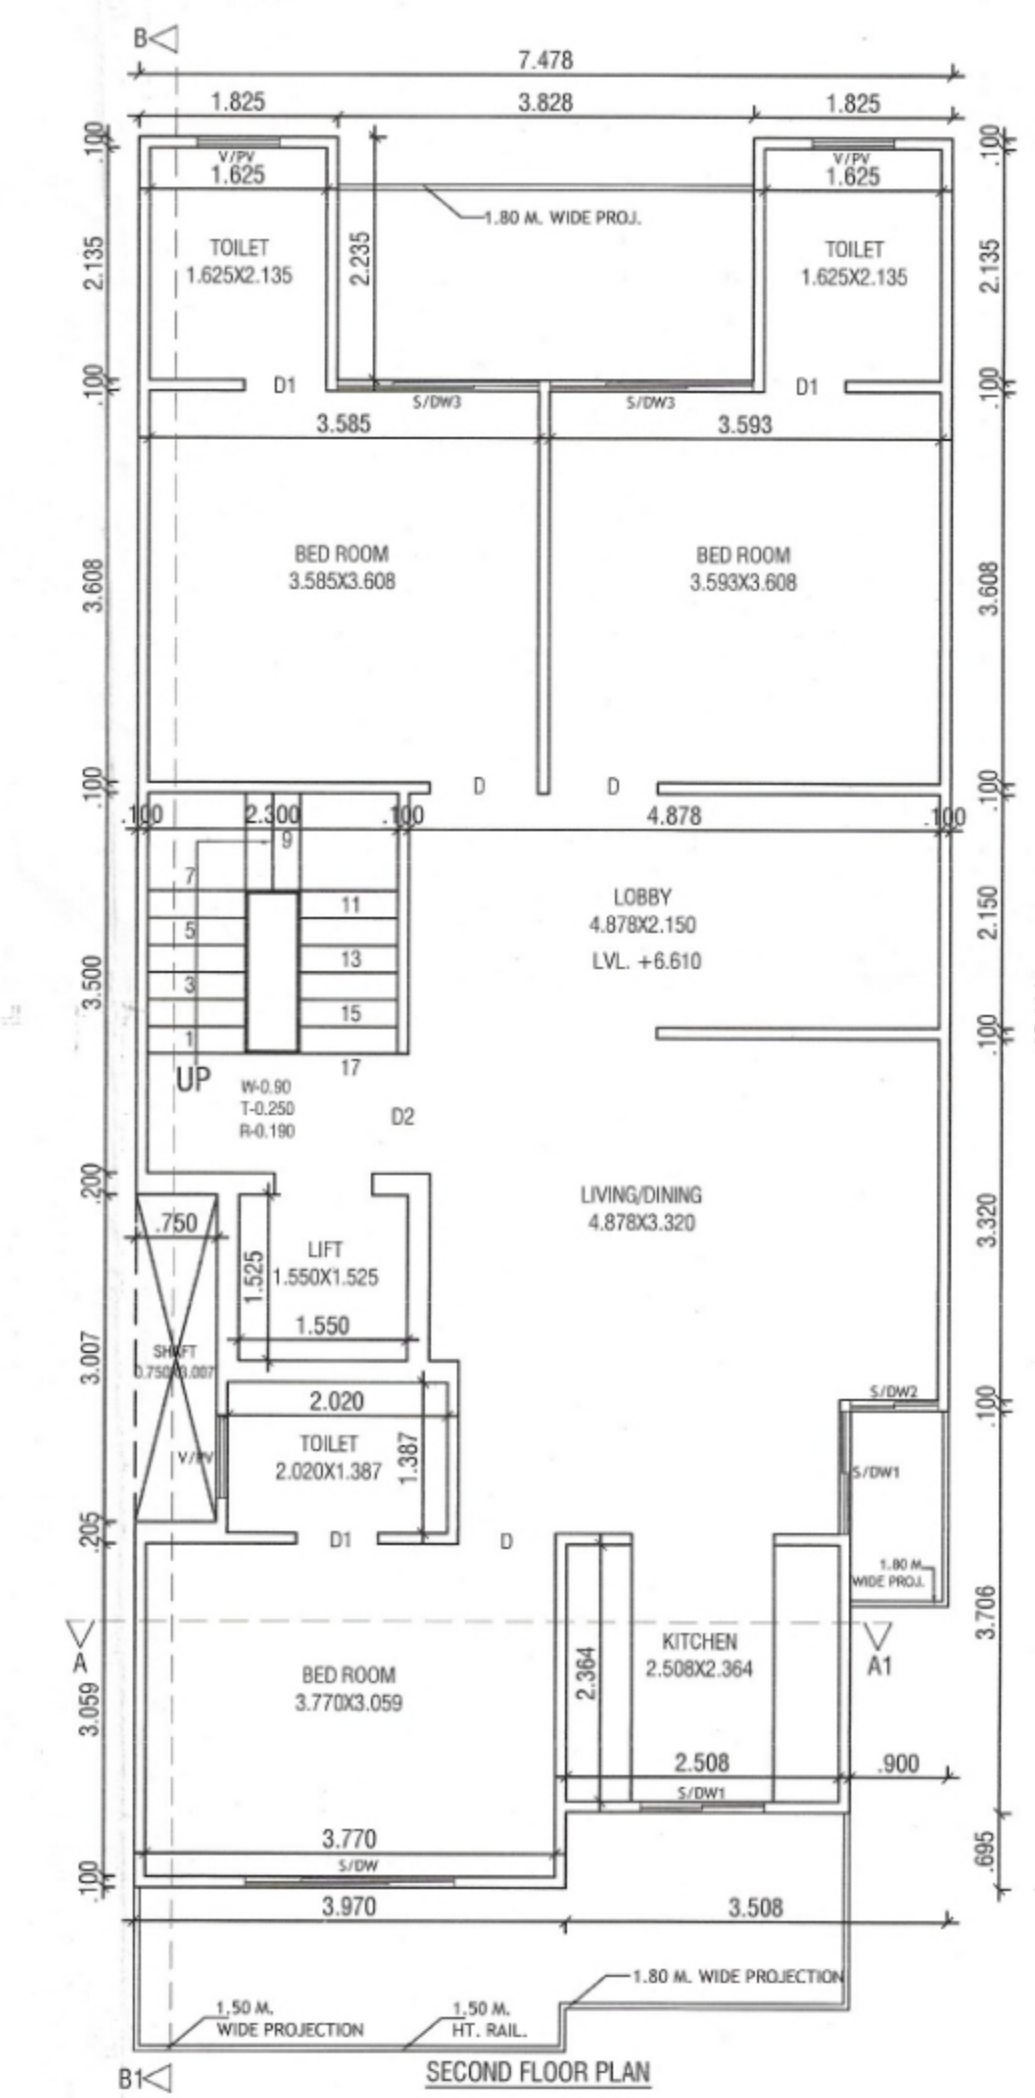 B
7.478
1.825 3.828 1.825
.100 .100
V/PV V/PV
1.625 1.625
1.80 M. WIDE PROJ.
2.135 2.235 2.135
TOILET TOILET
1.625X2.135 1.625X2.135
.100 D1 D1 .100
S/DW3 S/DW3
3.585 3.593
BED ROOM BED ROOM
3.585X3.608 3.593X3.608
3.608 3.608
.100 D D .100
.100 2.300 .100 4.878 .100
9
7
11
5
13
3
15
1
17
3.500
LOBBY
4.878X2.150
LVL. +6.610
2.150
.100
UP
W-0.90
T-0.250
R-0.190
D2
.200
LIVING/DINING
4.878X3.320
3.320
.750
LIFT
1.550X1.525
1.525
1.550
3.007
SHAFT
0.750X3.007
S/DW2
.100
2.020
TOILET
2.020X1.387
1.387
V/PV
S/DW1
.205
D1 D
1.80 M.
WIDE PROJ.
3.706
A A1
KITCHEN
2.508X2.364
2.364
BED ROOM
3.770X3.059
3.059
2.508 .900
S/DW1
3.770
S/DW
.695
.100
3.970 3.508
1.80 M. WIDE PROJECTION
1.50 M.
WIDE PROJECTION
1.50 M.
HT. RAIL.
SECOND FLOOR PLAN
B1